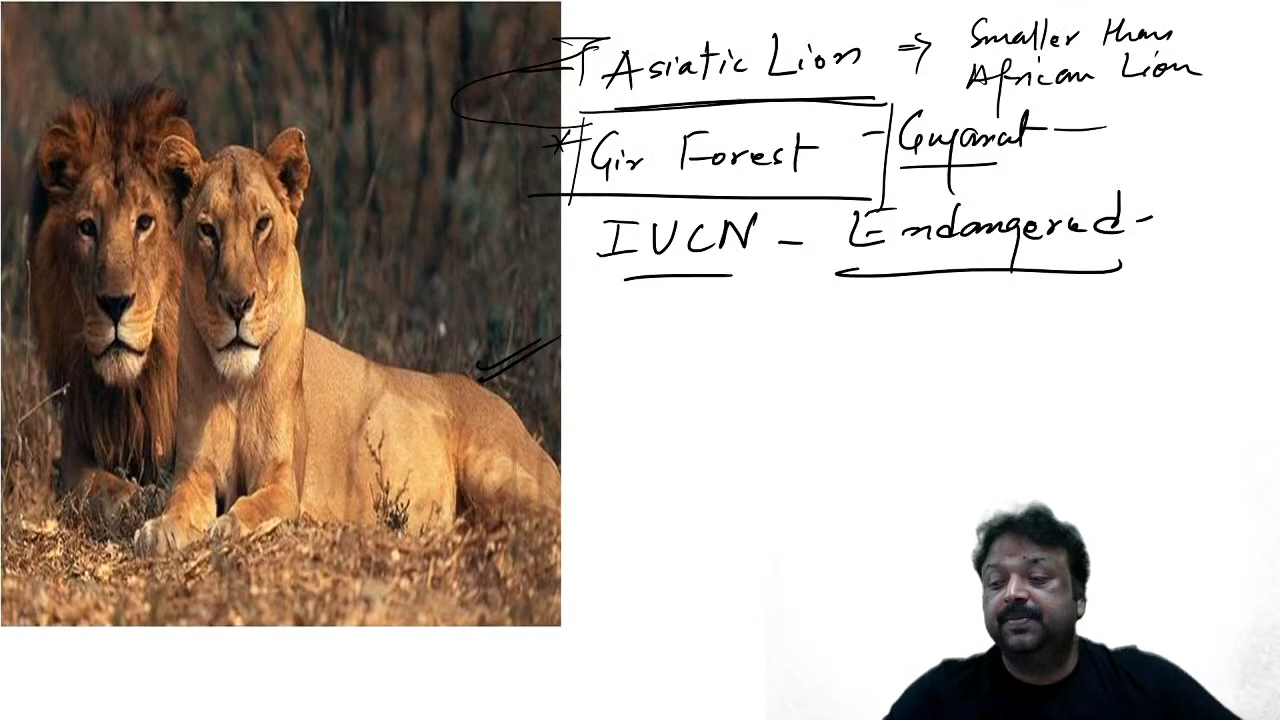 Asiatic Lion ⇒ Smaller than African Lion
* Gir Forest - Gujarat -
IUCN - Endangered -